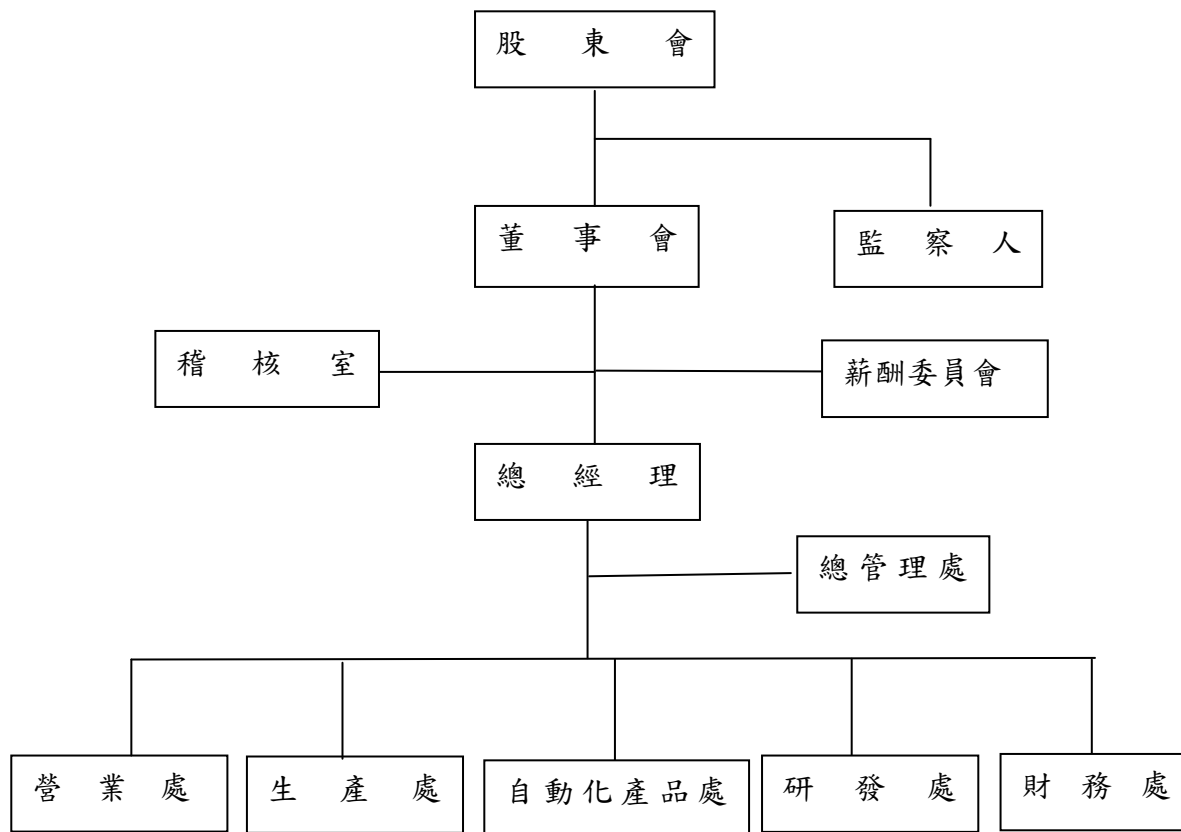 股東會
董事會
監察人
稽核室
薪酬委員會
總經理
總管理處
營業處
生產處
自動化產品處
研發處
財務處